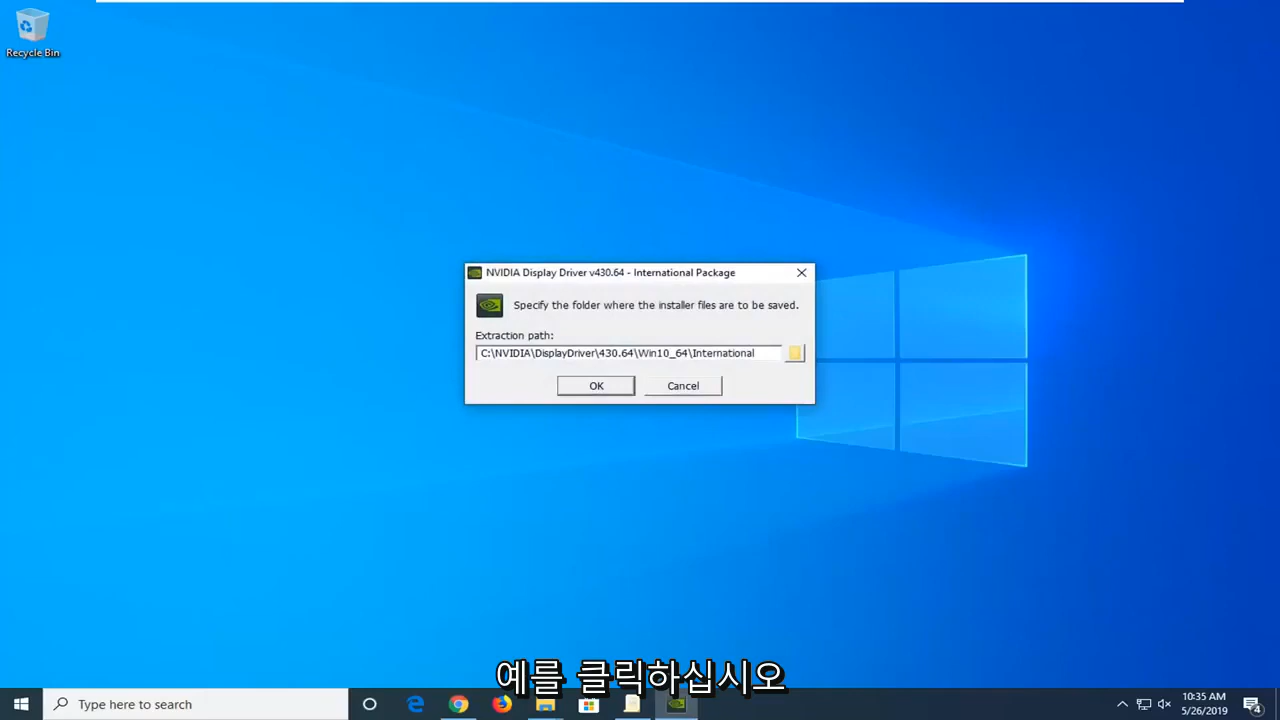 Recycle Bin
NVIDIA Display Driver v430.64 - International Package
Specify the folder where the installer files are to be saved.
Extraction path:
C:\NVIDIA\DisplayDriver\430.64\Win10_64\International
OK
Cancel
예를 클릭하십시오
Type here to search
10:35 AM
5/26/2019
4